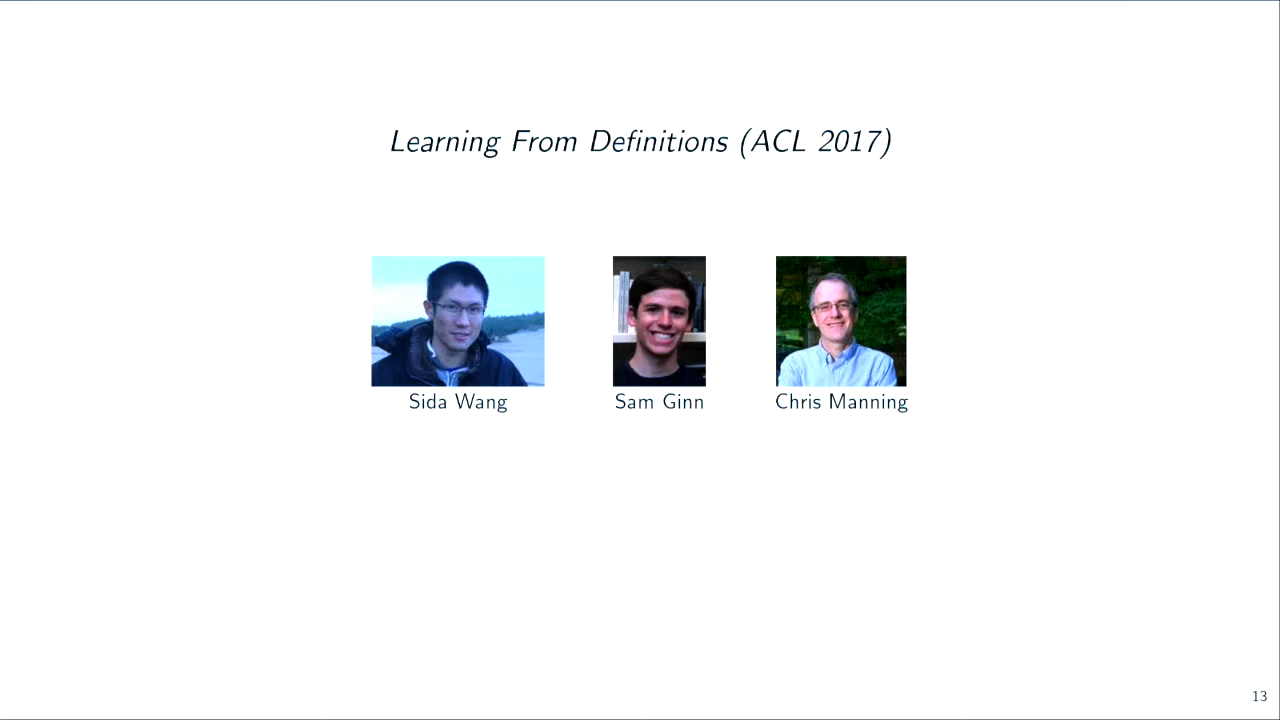 Learning From Definitions (ACL 2017)
Sida Wang
Sam Ginn
Chris Manning
13